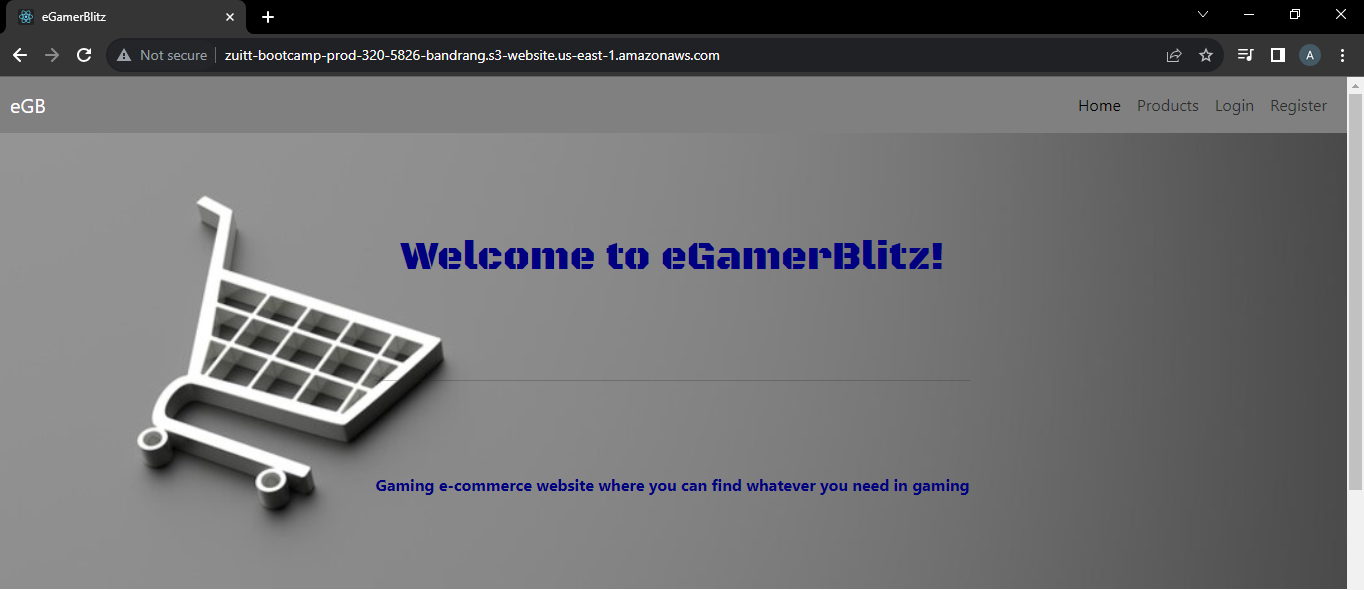 eGamerBlitz
Not secure
zuitt-bootcamp-prod-320-5826-bandrang.s3-website.us-east-1.amazonaws.com
A
eGB
Home Products Login Register
Welcome to eGamerBlitz!
Gaming e-commerce website where you can find whatever you need in gaming